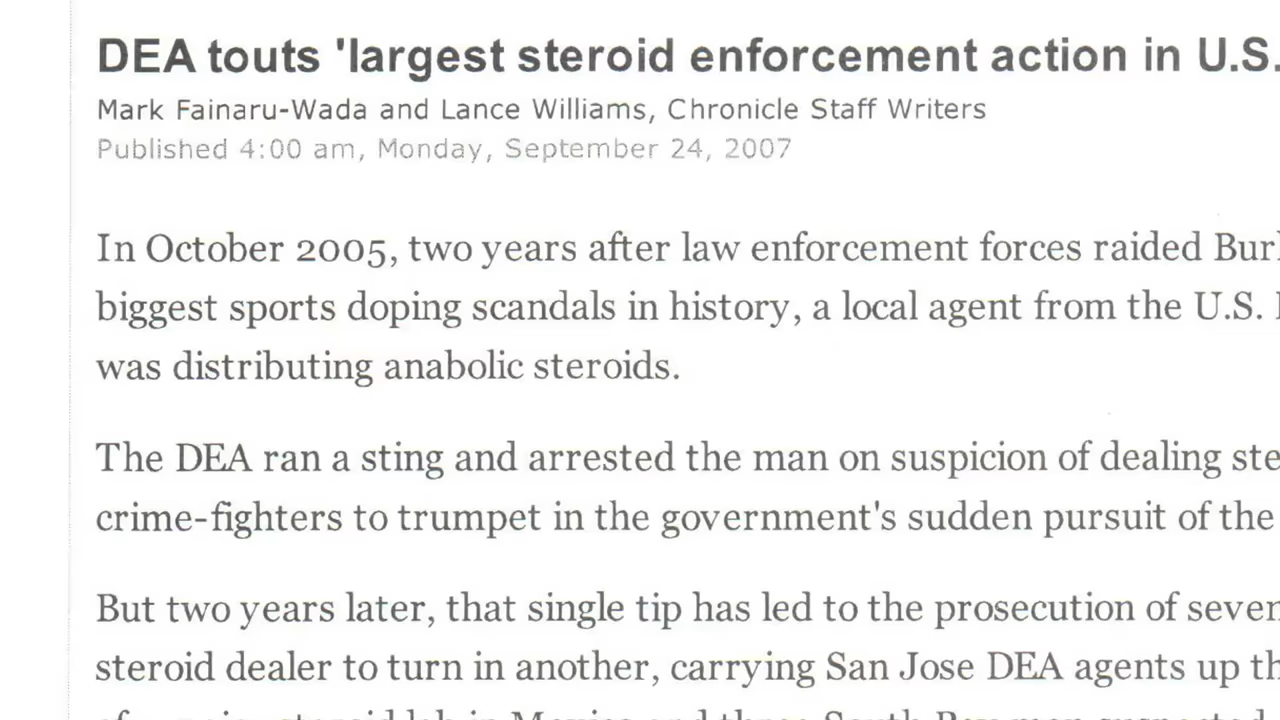 DEA touts 'largest steroid enforcement action in U.S.
Mark Fainaru-Wada and Lance Williams, Chronicle Staff Writers
Published 4:00 am, Monday, September 24, 2007
In October 2005, two years after law enforcement forces raided
biggest sports doping scandals in history, a local agent from the U.S.
was distributing anabolic steroids.
The DEA ran a sting and arrested the man on suspicion of dealing
crime-fighters to trumpet in the government's sudden pursuit of the
But two years later, that single tip has led to the prosecution of
steroid dealer to turn in another, carrying San Jose DEA agents up